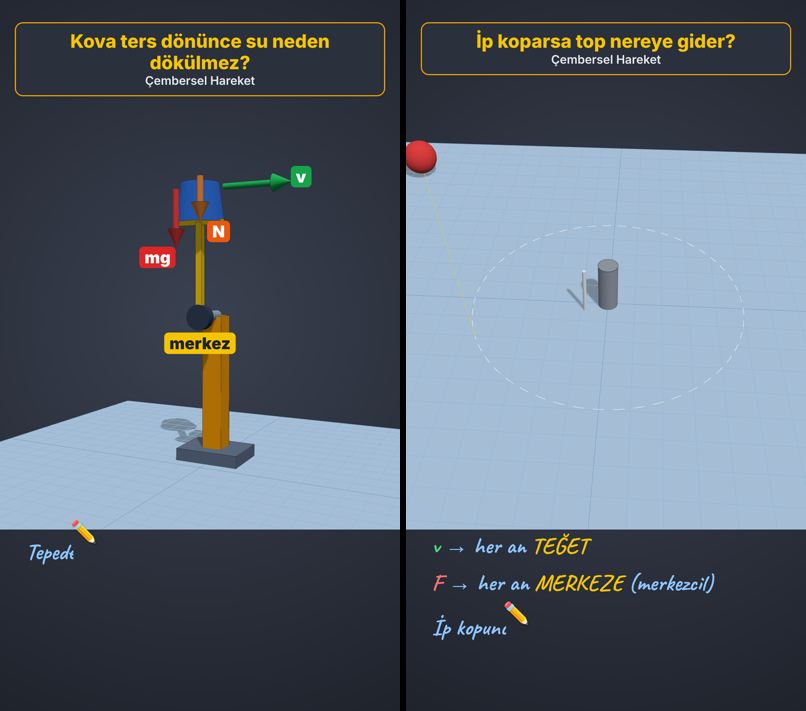 Kova ters dönünce su neden
dökülmez?
Çembersel Hareket
v
N
mg
merkez
Tepede
İp koparsa top nereye gider?
Çembersel Hareket
v → her an TEĞET
F → her an MERKEZE (merkezcil)
İp kopunc